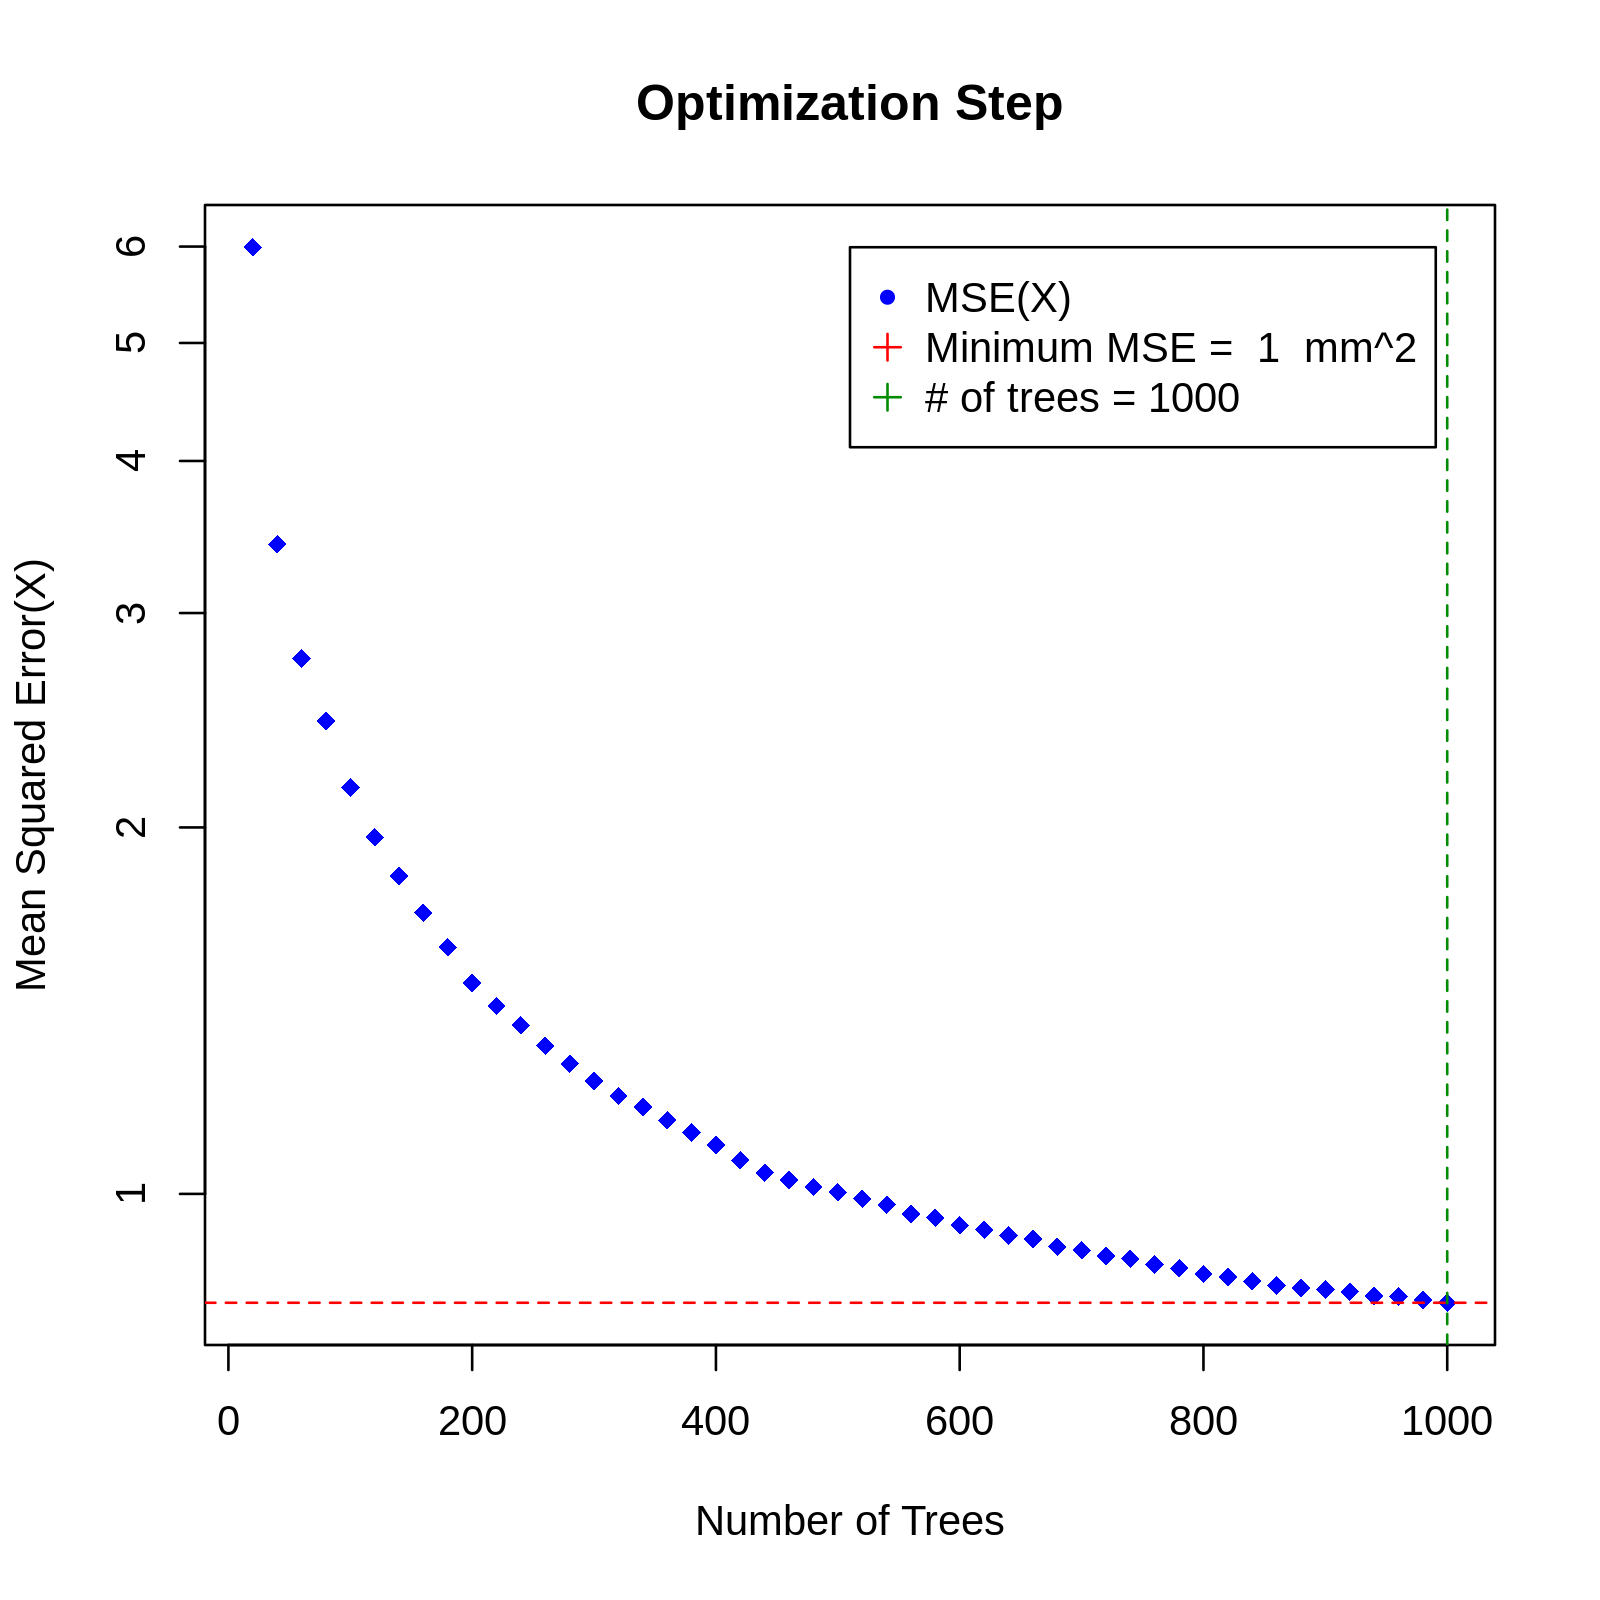 Optimization Step
MSE(X)
Minimum MSE =  1  mm^2
# of trees = 1000
Mean Squared Error(X)
6
5
4
3
2
1
0 200 400 600 800 1000
Number of Trees